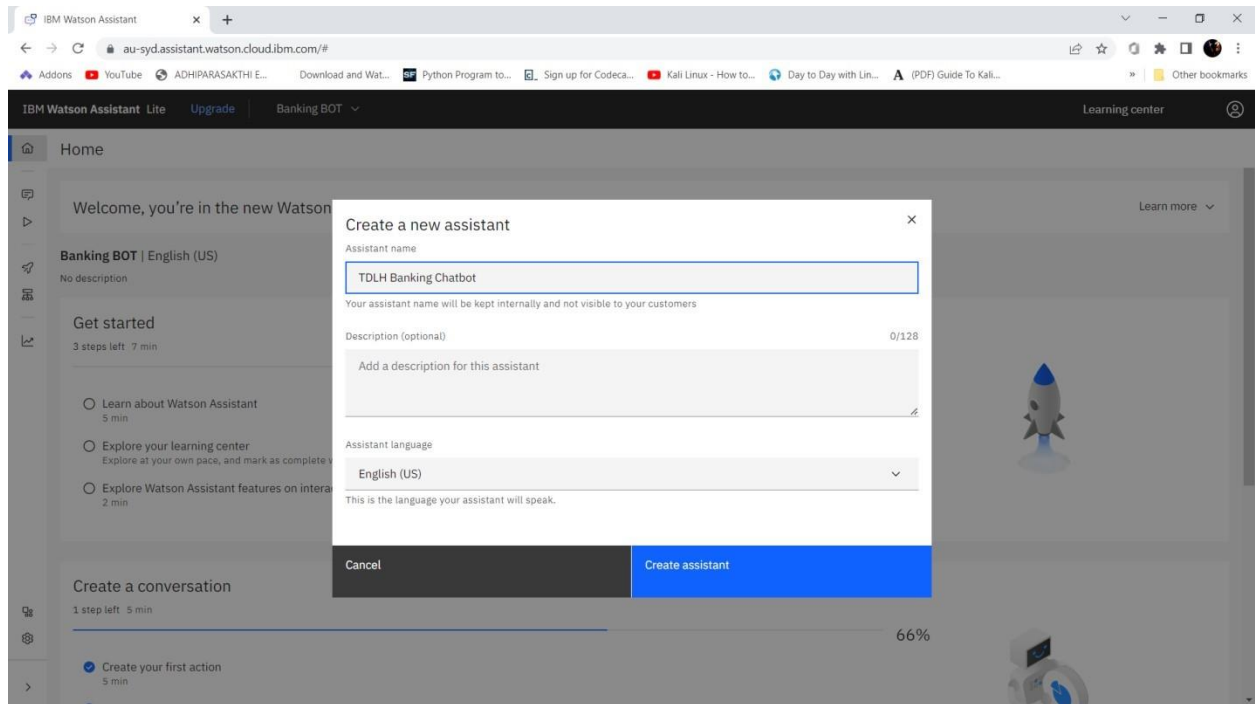 IBM Watson Assistant
au-syd.assistant.watson.cloud.ibm.com/#
Addons YouTube ADHIPARASAKTHI E... Download and Wat... Python Program to... Sign up for Codeca... Kali Linux - How to... Day to Day with Lin... (PDF) Guide To Kali... » Other bookmarks
IBM Watson Assistant Lite Upgrade Banking BOT Learning center
Home
Welcome, you're in the new Watson
Learn more
Banking BOT | English (US)
No description
Get started
3 steps left 7 min
Learn about Watson Assistant
5 min
Explore your learning center
Explore at your own pace, and mark as complete
Explore Watson Assistant features on
2 min
Create a new assistant
Assistant name
TDLH Banking Chatbot
Your assistant name will be kept internally and not visible to your customers
Description (optional) 0/128
Add a description for this assistant
Assistant language
English (US)
This is the language your assistant will speak.
Cancel Create assistant
Create a conversation
1 step left 5 min
66%
Create your first action
5 min